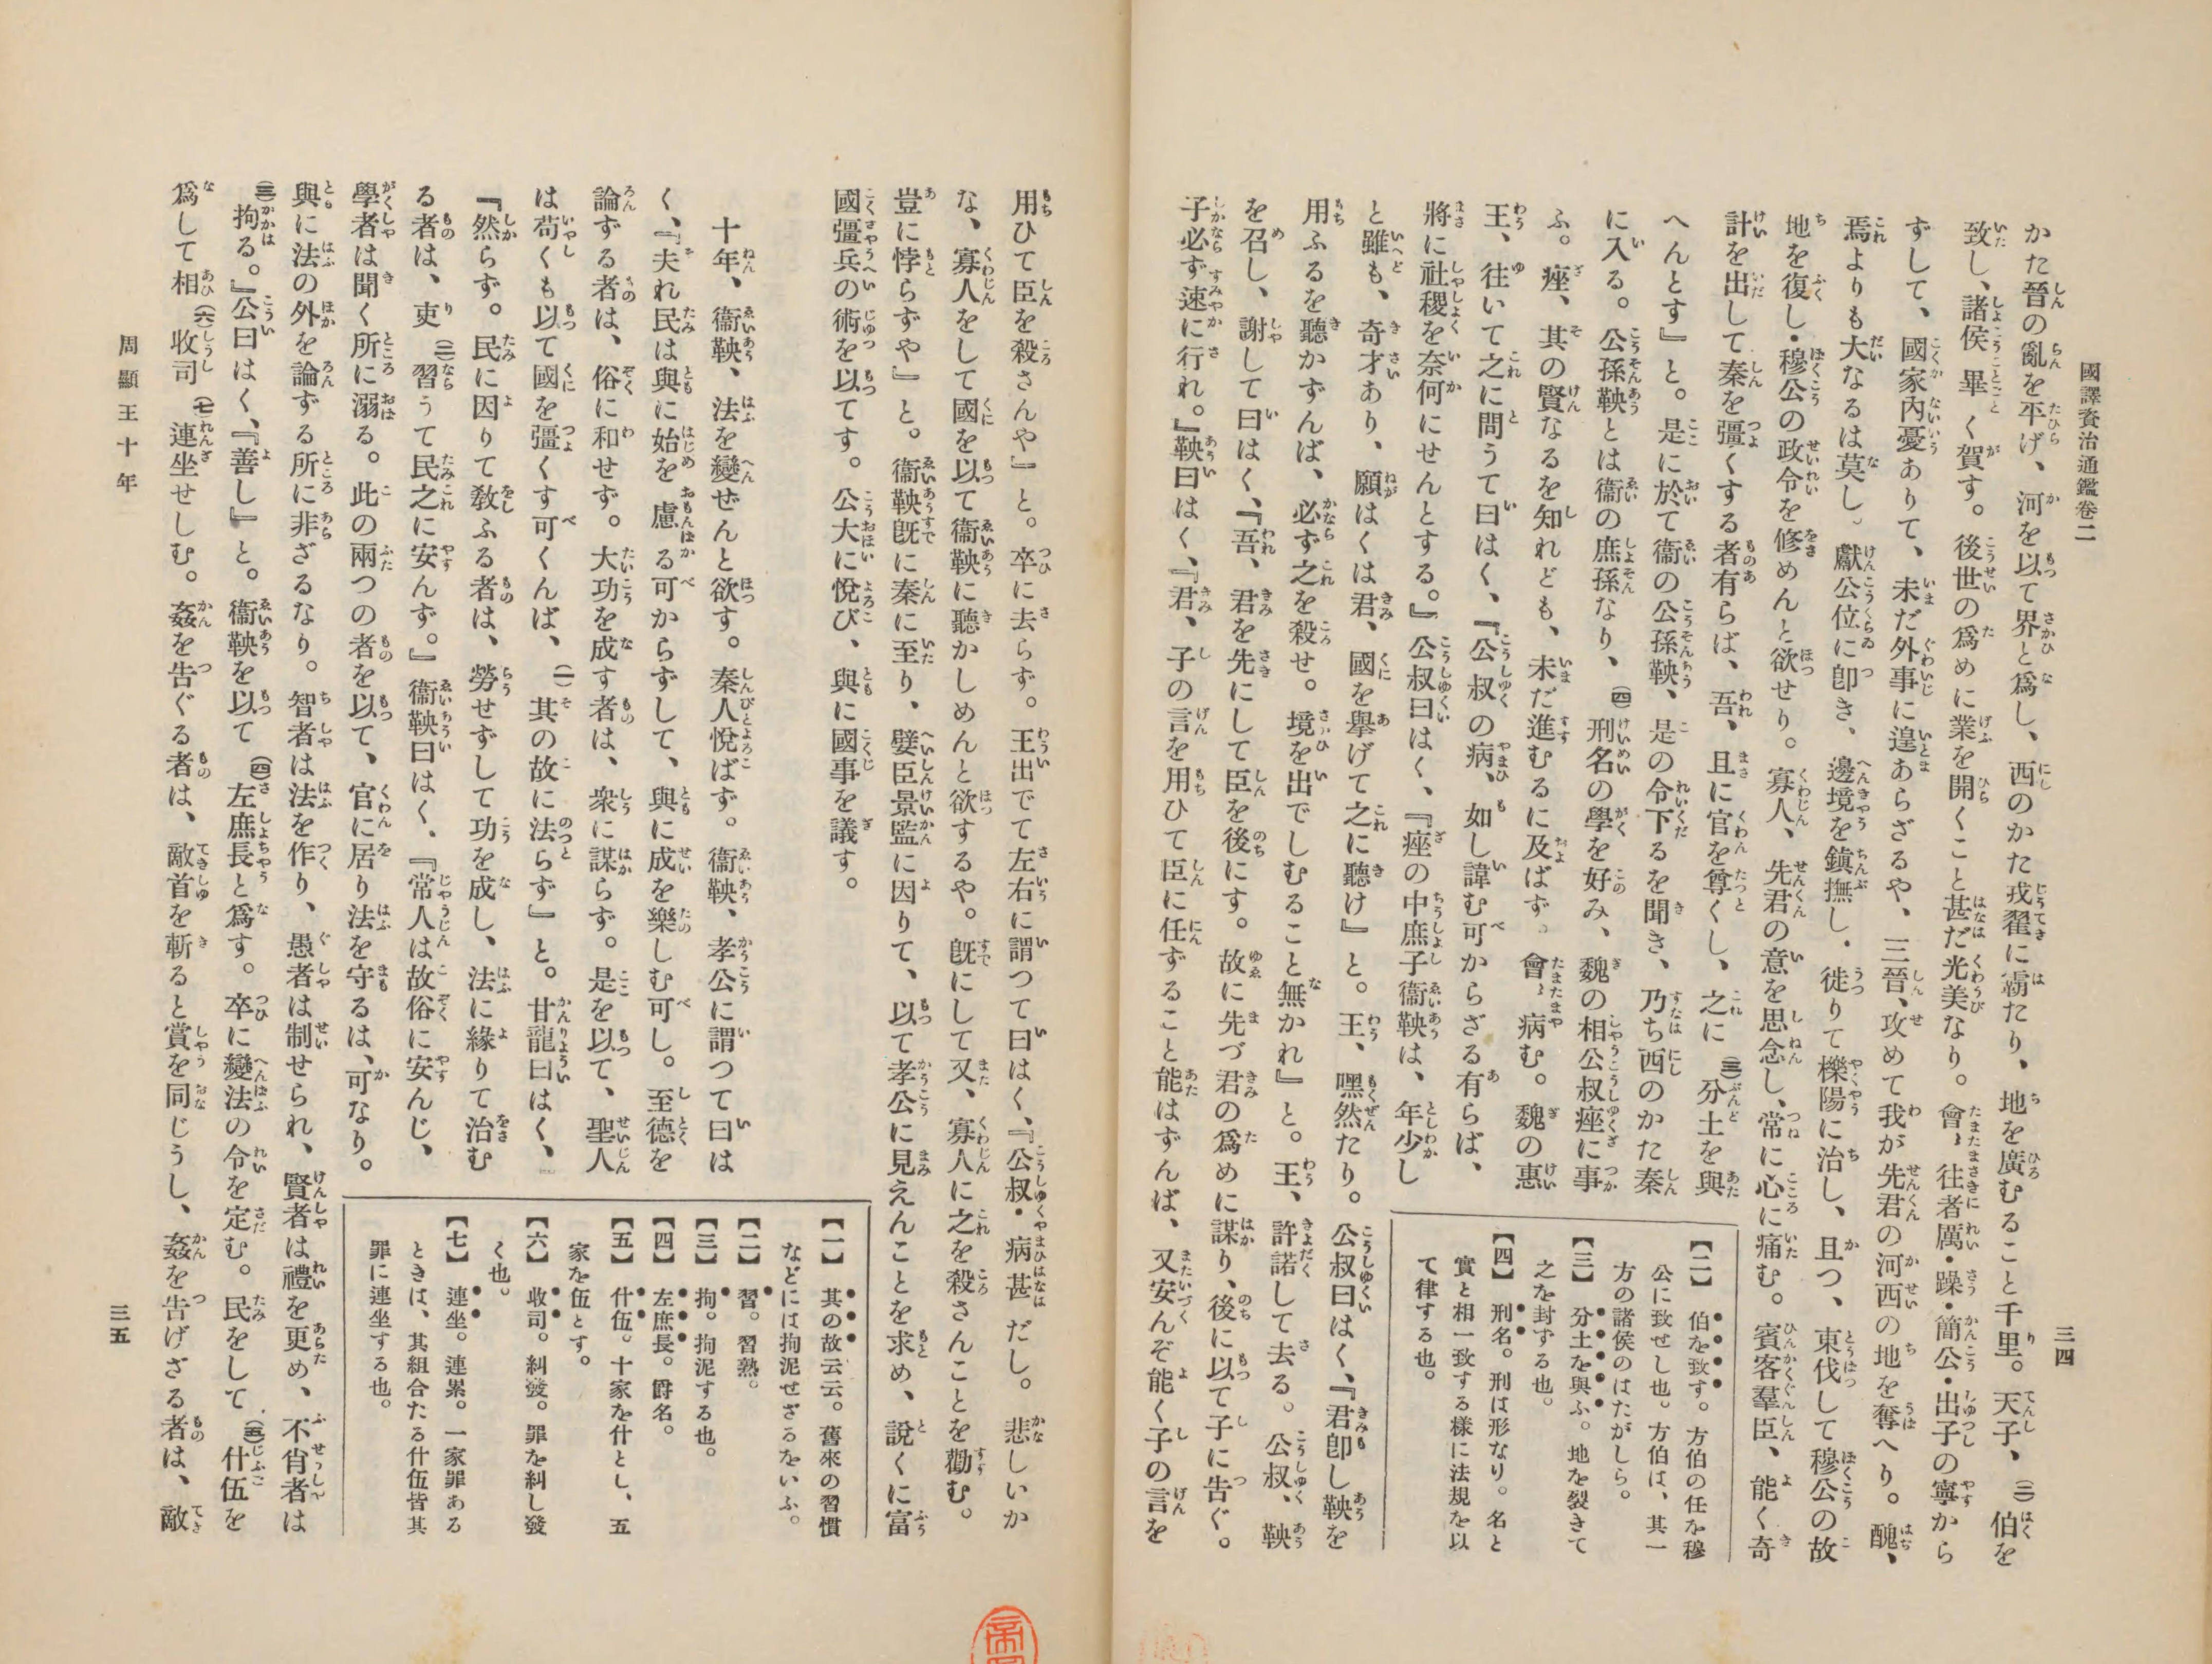 國譯資治通鑑卷二
三四
かた晉の亂を平げ、河を以て界と爲し、西のかた戎翟に霸たり、地を廣むること千里。天子、(二)伯を
致し、諸侯畢く賀す。後世の爲めに業を開くこと甚だ光美なり。會〻往者厲・躁・簡公・出子の寧から
ずして、國家內憂ありて、未だ外事に遑あらざるや、三晉、攻めて我が先君の河西の地を奪へり。醜、
焉よりも大なるは莫し。獻公位に卽き、邊境を鎭撫し・徙りて櫟陽に治し、且つ、東伐して穆公の故
地を復し・穆公の政令を修めんと欲せり。寡人、先君の意を思念し、常に心に痛む。賓客羣臣、能く奇
計を出して秦を彊くする者有らば、吾、且に官を尊くし、之に(三)分土を與
へんとす』と。是に於て衞の公孫鞅、是の令下るを聞き、乃ち西のかた秦
に入る。公孫鞅とは衞の庶孫なり、(四)刑名の學を好み、魏の相公叔痤に事
ふ。痤、其の賢なるを知れども、未だ進むるに及ばず。會〻病む。魏の惠
王、往いて之に問うて曰はく、『公叔の病、如し諱む可からざる有らば、
將に社稷を奈何にせんとする。』公叔曰はく、『痤の中庶子衞鞅は、年少し
と雖も、奇才あり、願はくは君、國を擧げて之に聽け』と。王、嘿然たり。公叔曰はく、『君卽し鞅を
用ふるを聽かずんば、必ず之を殺せ。境を出でしむること無かれ』と。王、許諾して去る。公叔、鞅
を召し、謝して曰はく、『吾、君を先にして臣を後にす。故に先づ君の爲めに謀り、後に以て子に告ぐ。
子必ず速に行れ。』鞅曰はく、『君、子の言を用ひて臣に任ずること能はずんば、又安んぞ能く子の言を
【二】伯を致す。方伯の任を穆
公に致せし也。方伯は、其一
方の諸侯のはたがしら。
【三】分土を與ふ。地を裂きて
之を封ずる也。
【四】刑名。刑は形なり。名と
實と相一致する樣に法規を以
て律する也。
用ひて臣を殺さんや』と。卒に去らず。王出でて左右に謂つて曰はく、『公叔・病甚だし。悲しいか
な、寡人をして國を以て衞鞅に聽かしめんと欲するや。旣にして又、寡人に之を殺さんことを勸む。
豈に悖らずや』と。衞鞅旣に秦に至り、嬖臣景監に因りて、以て孝公に見えんことを求め、說くに富
國彊兵の術を以てす。公大に悅び、與に國事を議す。
十年、衞鞅、法を變ぜんと欲す。秦人悅ばず。衞鞅、孝公に謂つて曰は
く、『夫れ民は與に始を慮る可からずして、與に成を樂しむ可し。至德を
論ずる者は、俗に和せず。大功を成す者は、衆に謀らず。是を以て、聖人
は苟くも以て國を彊くす可くんば、(一)其の故に法らず』と。甘龍曰はく、
『然らず。民に因りて敎ふる者は、勞せずして功を成し、法に緣りて治む
る者は、吏(二)習うて民之に安んず。』衞鞅曰はく、『常人は故俗に安んじ、
學者は聞く所に溺る。此の兩つの者を以て、官に居り法を守るは、可なり。
與に法の外を論ずる所に非ざるなり。智者は法を作り、愚者は制せられ、賢者は禮を更め、不肖者は
(三)拘る。』公曰はく、『善し』と。衞鞅を以て(四)左庶長と爲す。卒に變法の令を定む。民をして(五)什伍を
爲して相(六)收司(七)連坐せしむ。姦を告ぐる者は、敵首を斬ると賞を同じうし、姦を告げざる者は、敵
【一】其の故云云。舊來の習慣
などには拘泥せざるをいふ。
【二】習。習熟。
【三】拘。拘泥する也。
【四】左庶長。爵名。
【五】什伍。十家を什とし、五
家を伍とす。
【六】收司。糾發。罪を糾し發
く也。
【七】連坐。連累。一家罪ある
ときは、其組合たる什伍皆其
罪に連坐する也。
周顯王十年
三五